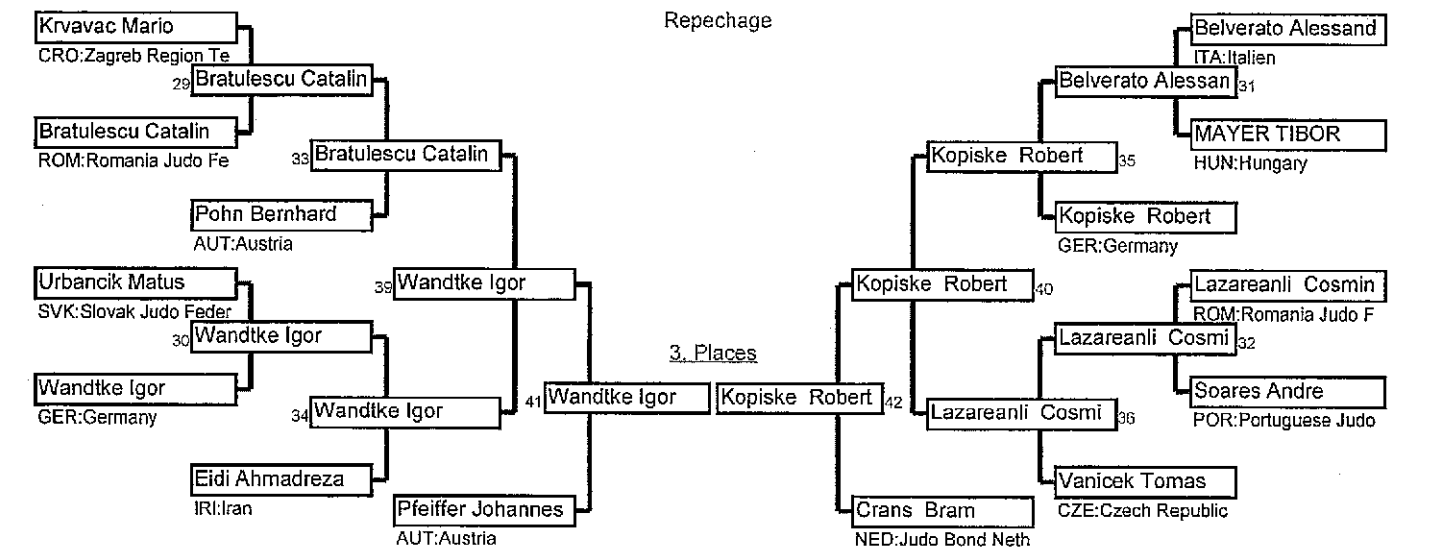 Repechage
Krvavac Mario
CRO:Zagreb Region Te
29 Bratulescu Catalin
Bratulescu Catalin
ROM:Romania Judo Fe
33 Bratulescu Catalin
Pohn Bernhard
AUT:Austria
Urbancik Matus
SVK:Slovak Judo Feder
30 Wandtke Igor
Wandtke Igor
GER:Germany
39 Wandtke Igor
34 Wandtke Igor
Eidi Ahmadreza
IRI:Iran
41 Wandtke Igor
Pfeiffer Johannes
AUT:Austria
3. Places
Belverato Alessand
ITA:Italien
Belverato Alessan 31
MAYER TIBOR
HUN:Hungary
Kopiske Robert 35
Kopiske Robert
GER:Germany
Kopiske Robert 40
Lazareanli Cosmin
ROM:Romania Judo F
Lazareanli Cosmi 32
Soares Andre
POR:Portuguese Judo
Kopiske Robert 42
Lazareanli Cosmi 36
Vanicek Tomas
CZE:Czech Republic
Crans Bram
NED:Judo Bond Neth